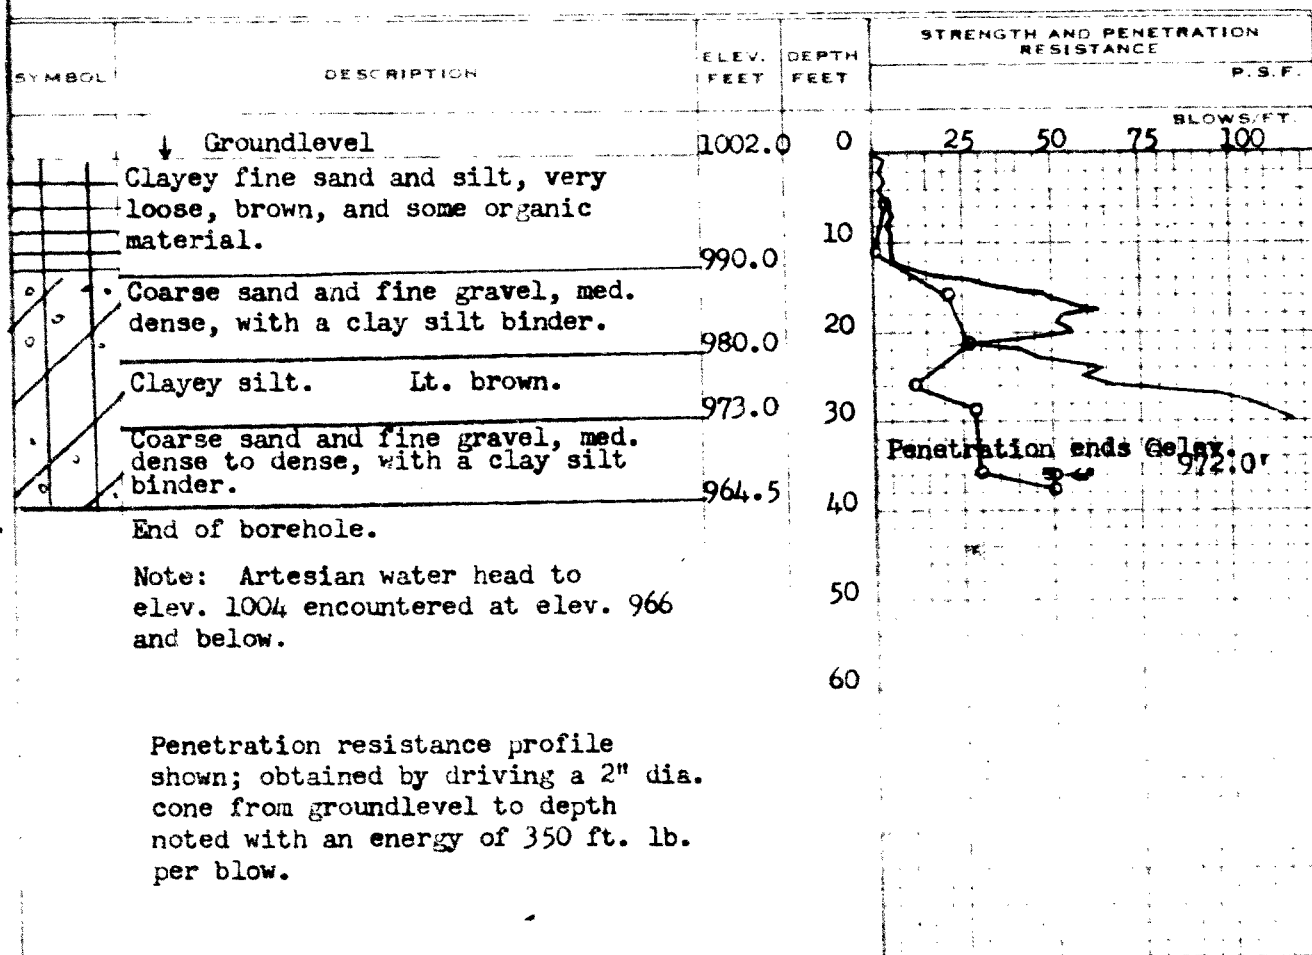 SYMBOL DESCRIPTION ELEV. FEET DEPTH FEET STRENGTH AND PENETRATION RESISTANCE
P.S.F.
BLOWS/FT.
↓ Groundlevel 1002.0 0 25 50 75 100
Clayey fine sand and silt, very
loose, brown, and some organic
material.
10
990.0
Coarse sand and fine gravel, med.
dense, with a clay silt binder.
20
980.0
Clayey silt. Lt. brown.
973.0 30
Coarse sand and fine gravel, med.
dense to dense, with a clay silt
binder.
Penetration ends @elev.
972.0'
964.5
40
End of borehole.
Note: Artesian water head to
elev. 1004 encountered at elev. 966
and below.
50
60
Penetration resistance profile
shown; obtained by driving a 2" dia.
cone from groundlevel to depth
noted with an energy of 350 ft. lb.
per blow.